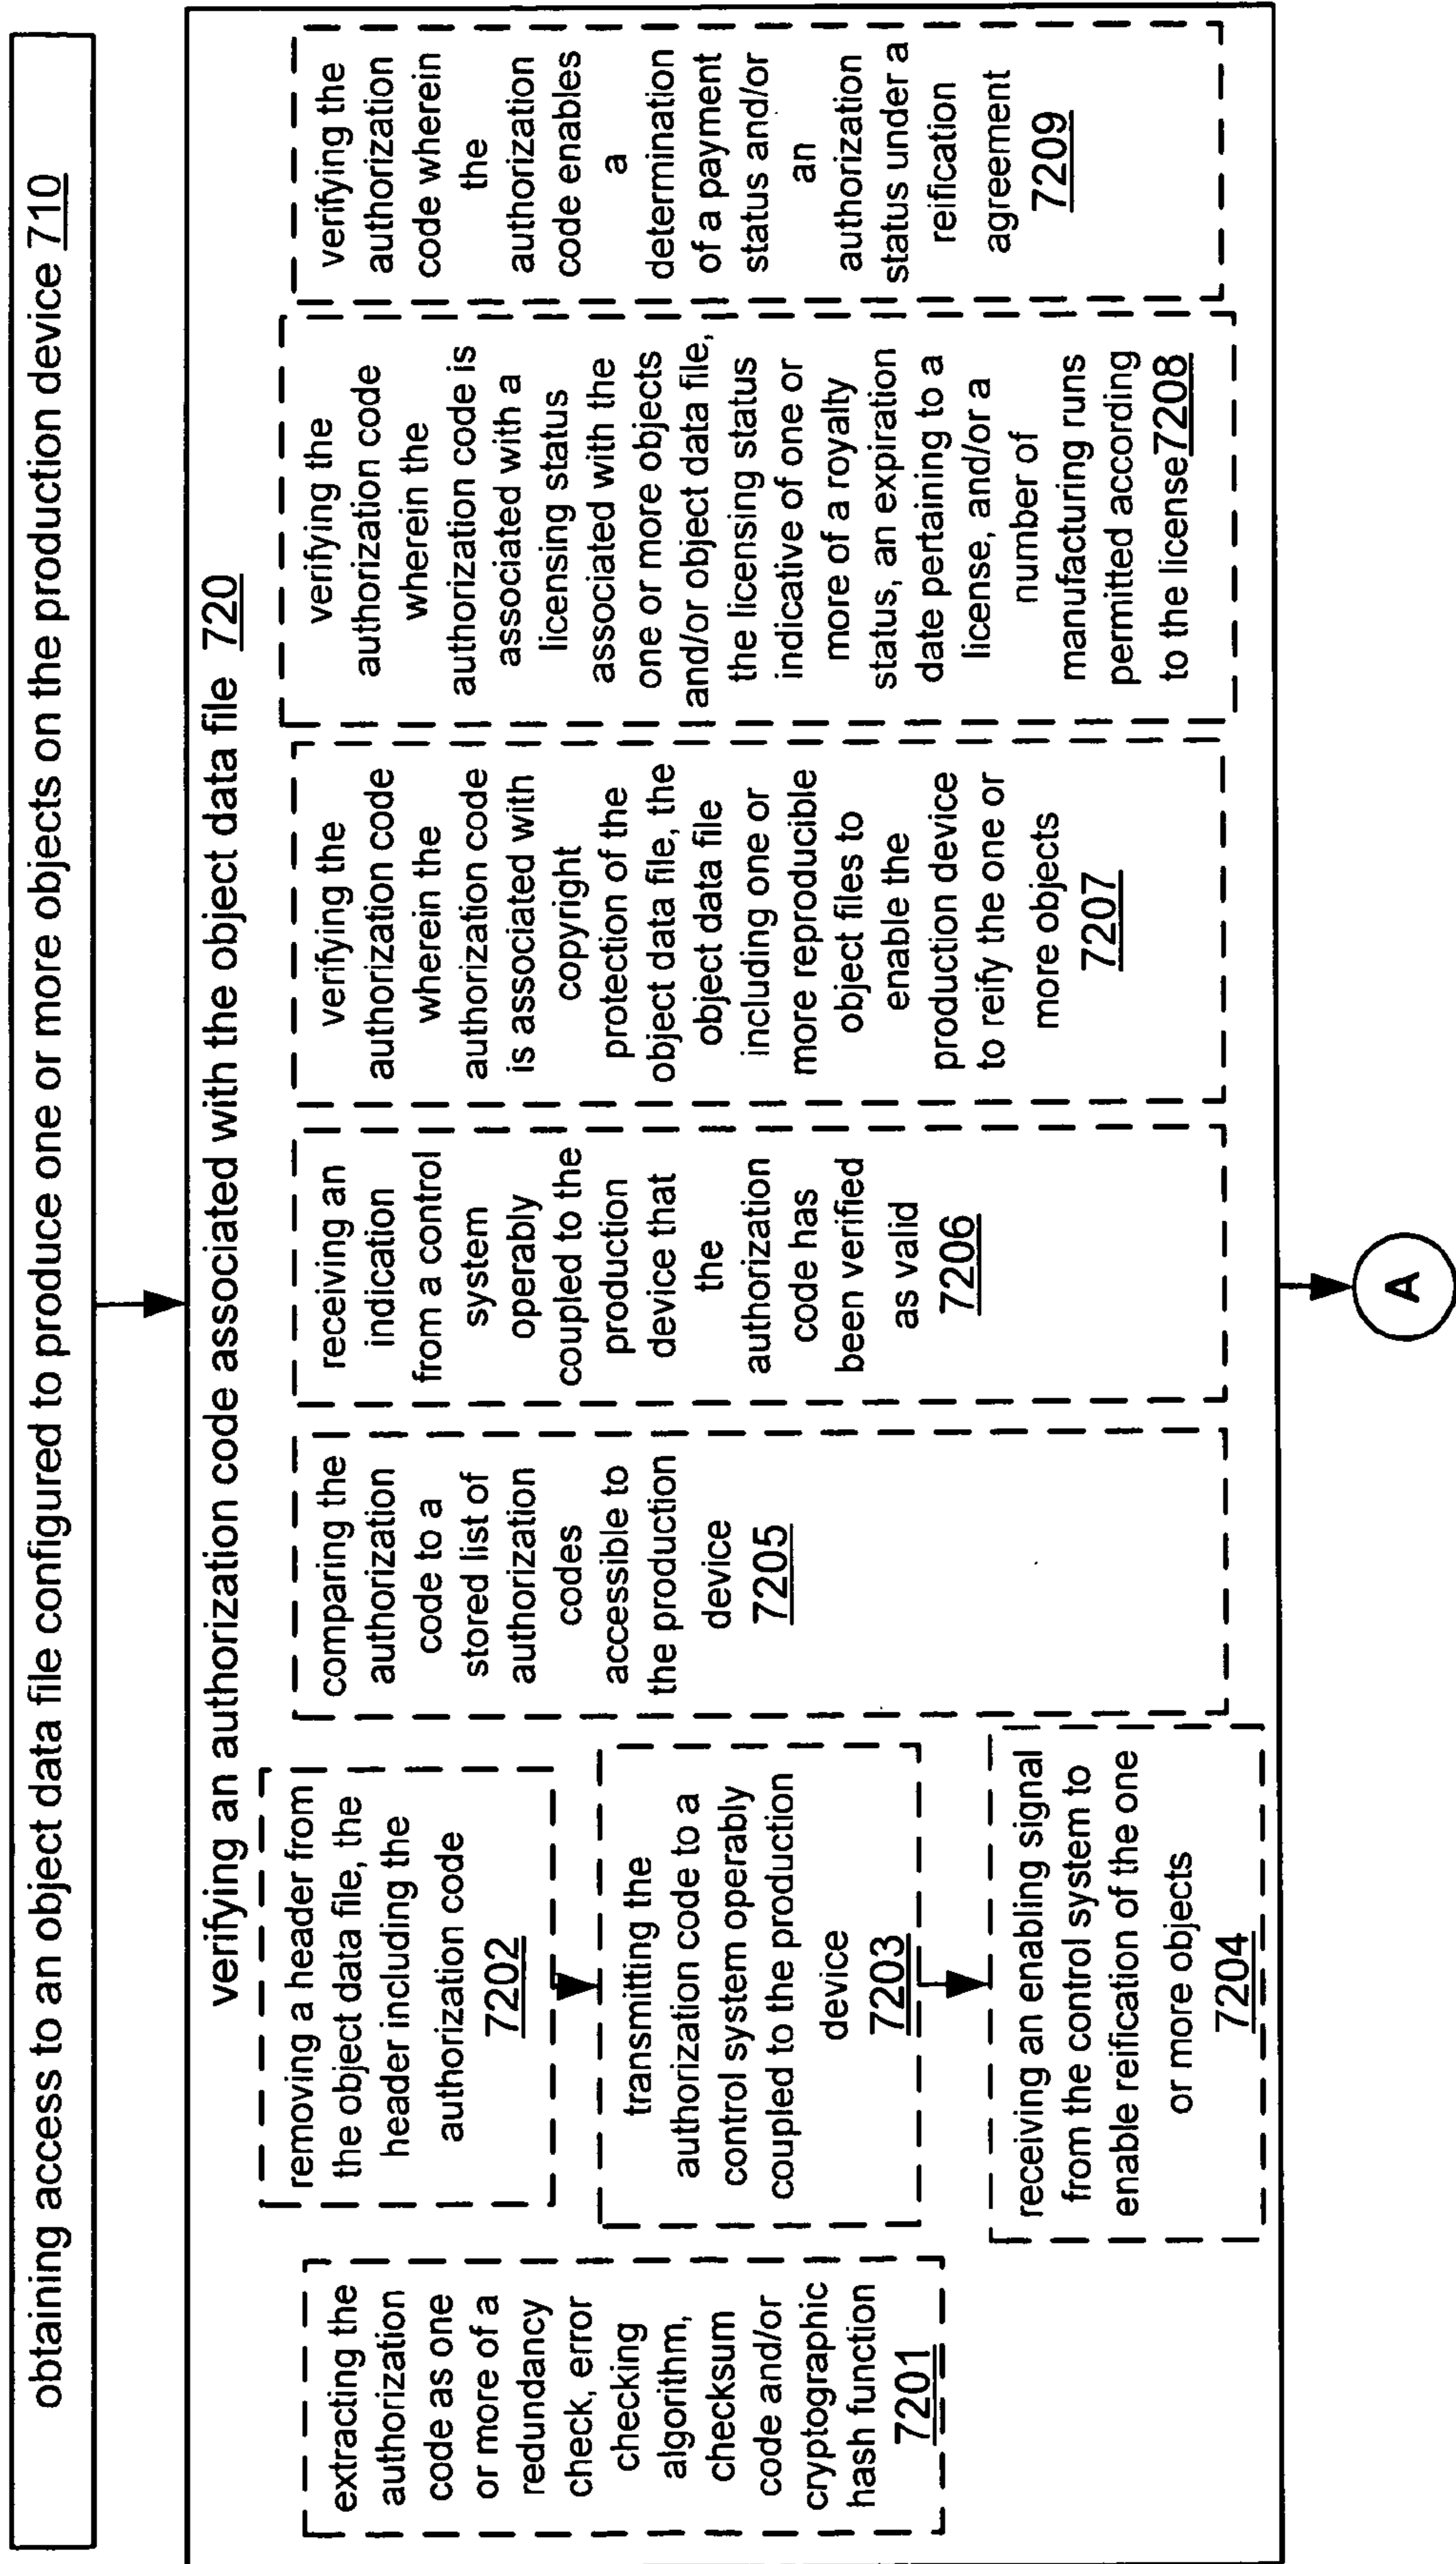 obtaining access to an object data file configured to produce one or more objects on the production device 710
verifying an authorization code associated with the object data file 720
extracting the
authorization
code as one
or more of a
redundancy
check, error
checking
algorithm,
checksum
code and/or
cryptographic
hash function
7201
removing a header from
the object data file, the
header including the
authorization code
7202
transmitting the
authorization code to a
control system operably
coupled to the production
device
7203
receiving an enabling signal
from the control system to
enable reification of the one
or more objects
7204
comparing the
authorization
code to a
stored list of
authorization
codes
accessible to
the production
device
7205
receiving an
indication
from a control
system
operably
coupled to the
production
device that
the
authorization
code has
been verified
as valid
7206
verifying the
authorization code
wherein the
authorization code
is associated with
copyright
protection of the
object data file, the
object data file
including one or
more reproducible
object files to
enable the
production device
to reify the one or
more objects
7207
verifying the
authorization code
wherein the
authorization code is
associated with a
licensing status
associated with the
one or more objects
and/or object data file,
the licensing status
indicative of one or
more of a royalty
status, an expiration
date pertaining to a
license, and/or a
number of
manufacturing runs
permitted according
to the license7208
verifying the
authorization
code wherein
the
authorization
code enables
a
determination
of a payment
status and/or
an
authorization
status under a
reification
agreement
7209
A